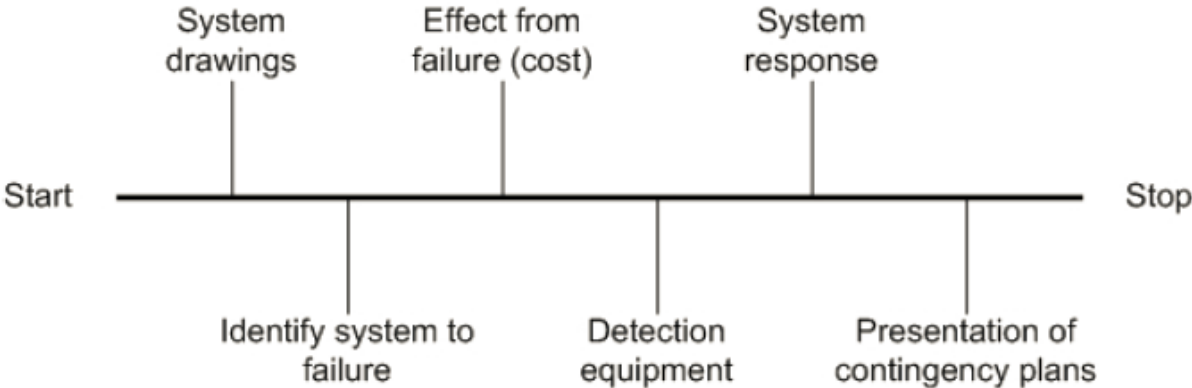 System
drawings
Effect from
failure (cost)
System
response
Start
Stop
Identify system to
failure
Detection
equipment
Presentation of
contingency plans